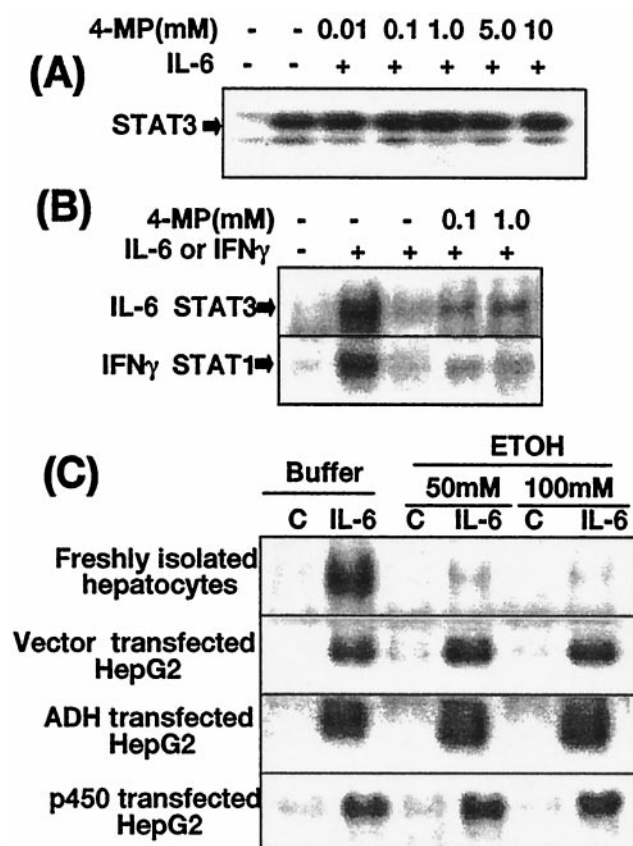 4-MP(mM) - - 0.01 0.1 1.0 5.0 10
IL-6 - - + + + + +
(A)
STAT3
(B)
4-MP(mM) - - - 0.1 1.0
IL-6 or IFNγ - + + + +
IL-6 STAT3
IFNγ STAT1
(C)
ETOH
Buffer 50mM 100mM
C IL-6 C IL-6 C IL-6
Freshly isolated
hepatocytes
Vector transfected
HepG2
ADH transfected
HepG2
p450 transfected
HepG2